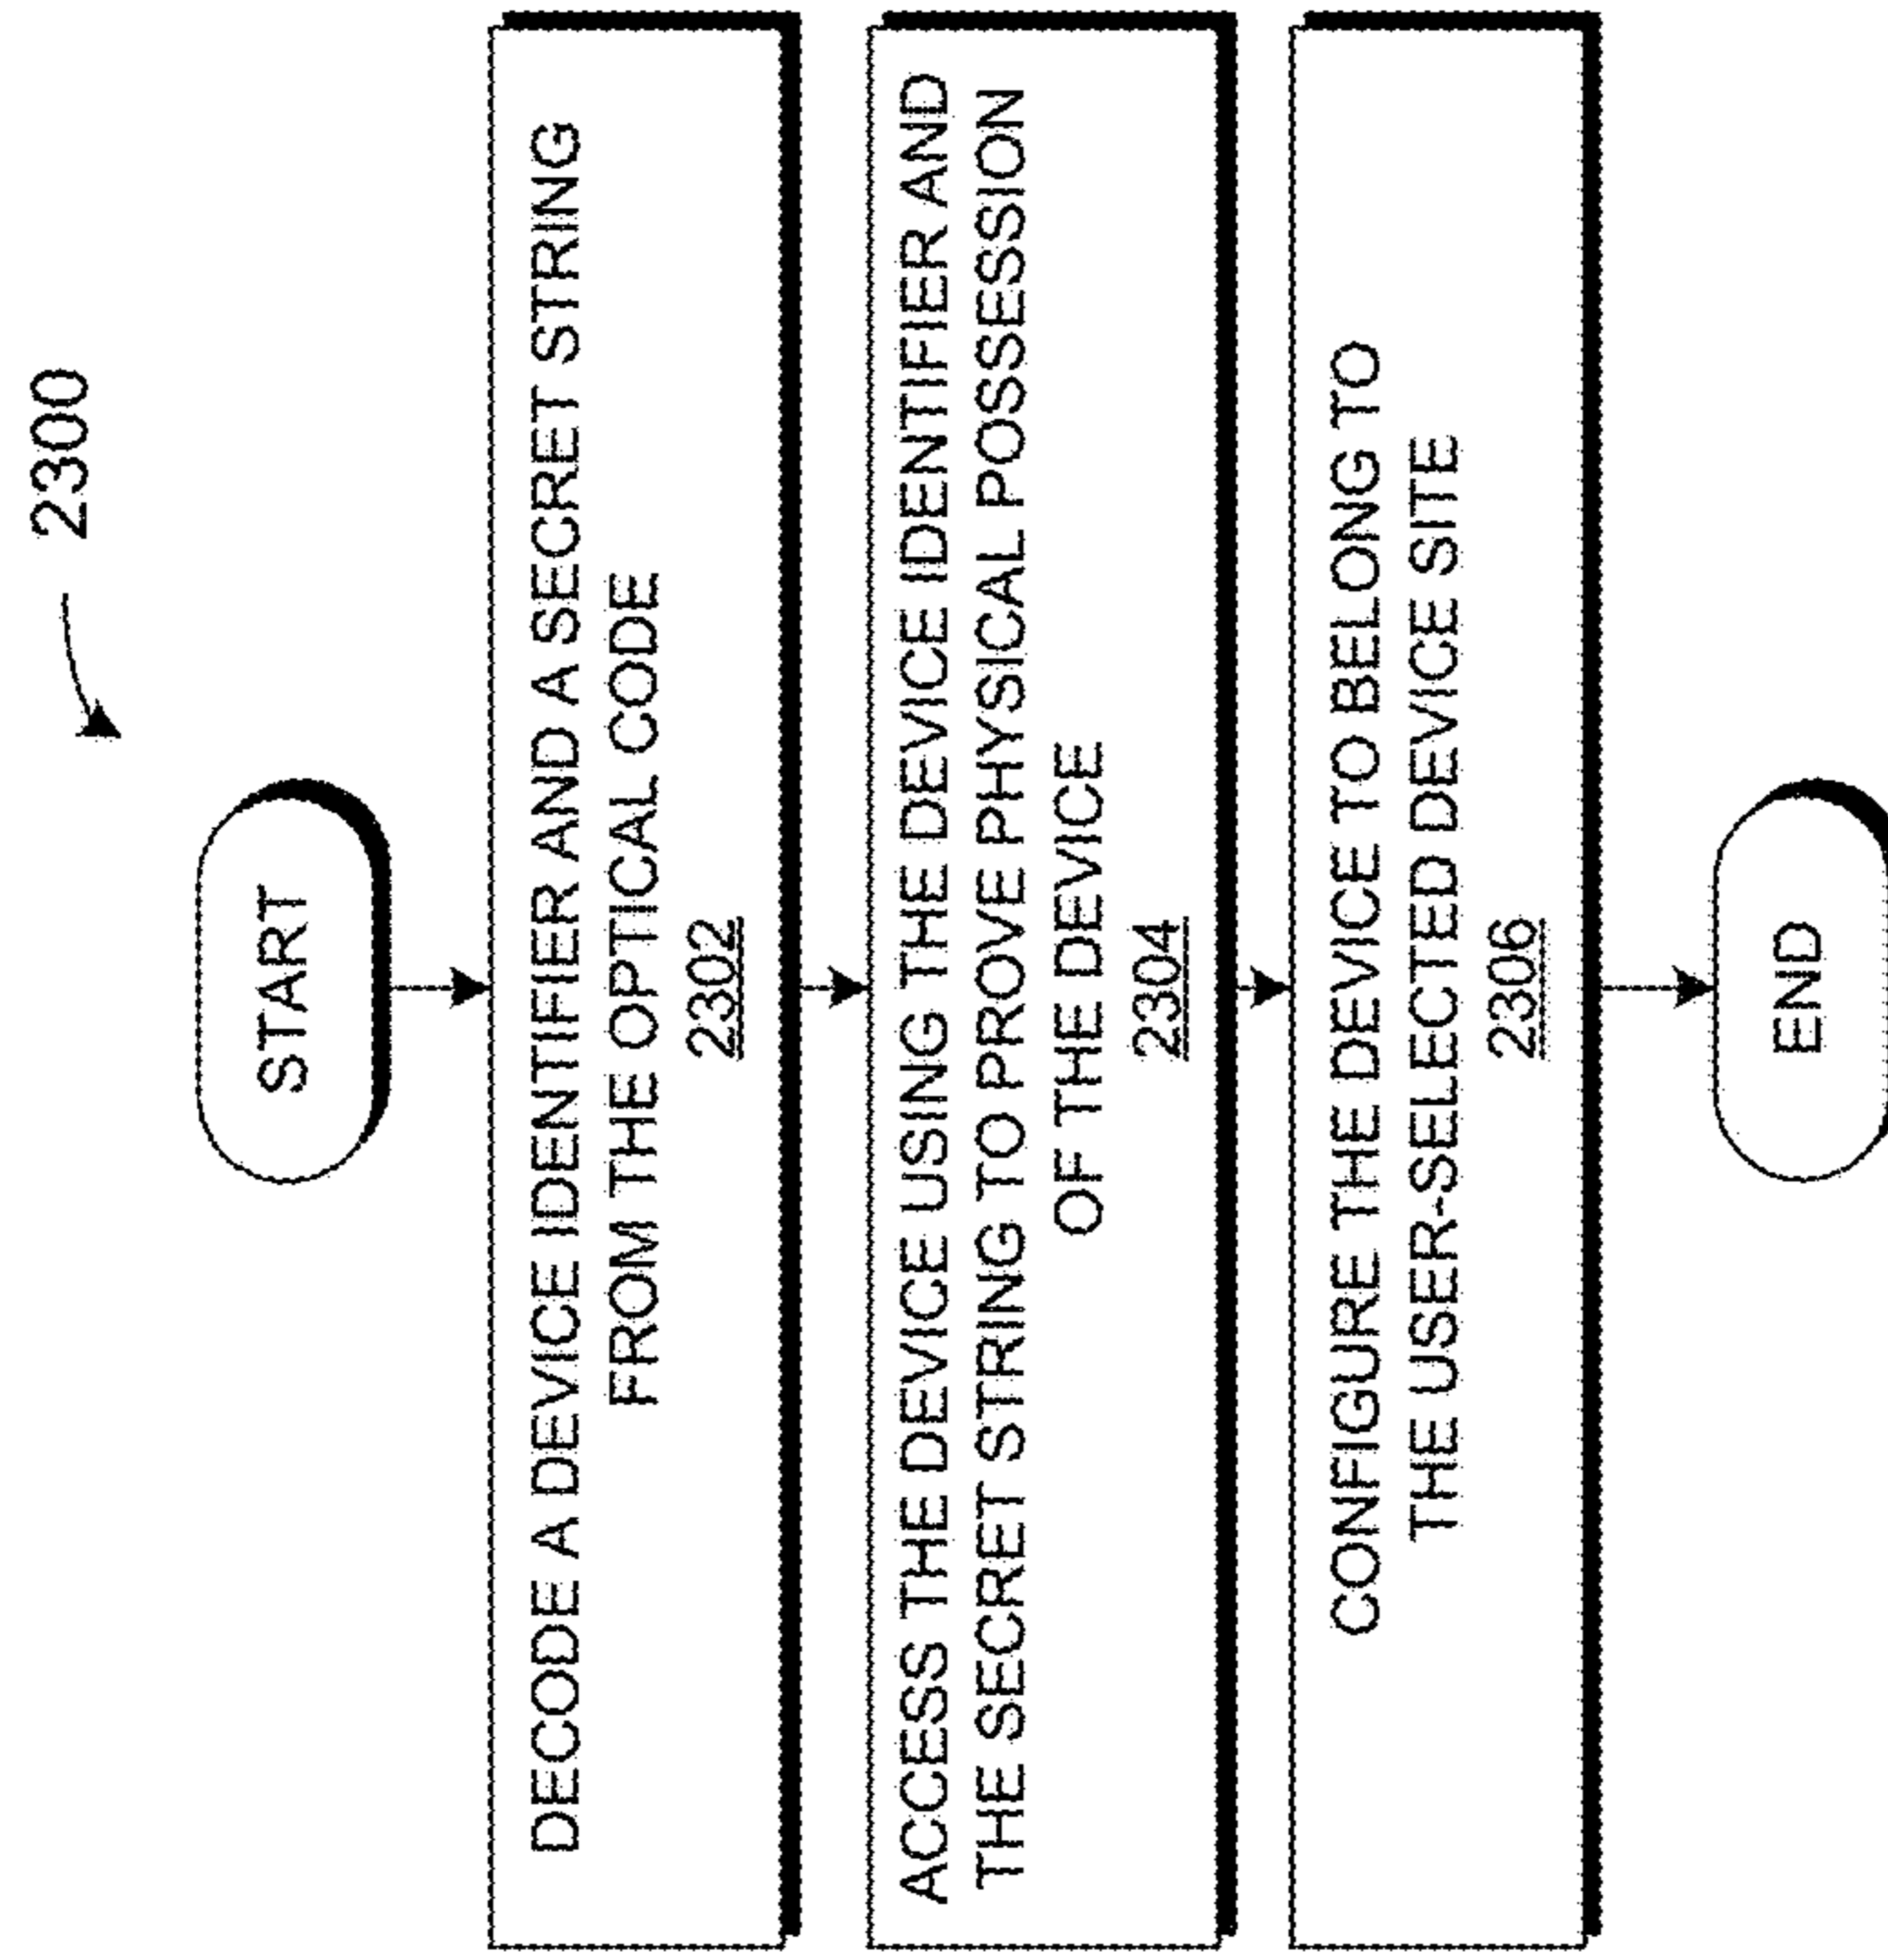 2300
START
DECODE A DEVICE IDENTIFIER AND A SECRET STRING
FROM THE OPTICAL CODE
2302
ACCESS THE DEVICE USING THE DEVICE IDENTIFIER AND
THE SECRET STRING TO PROVE PHYSICAL POSSESSION
OF THE DEVICE
2304
CONFIGURE THE DEVICE TO BELONG TO
THE USER-SELECTED DEVICE SITE
2306
END